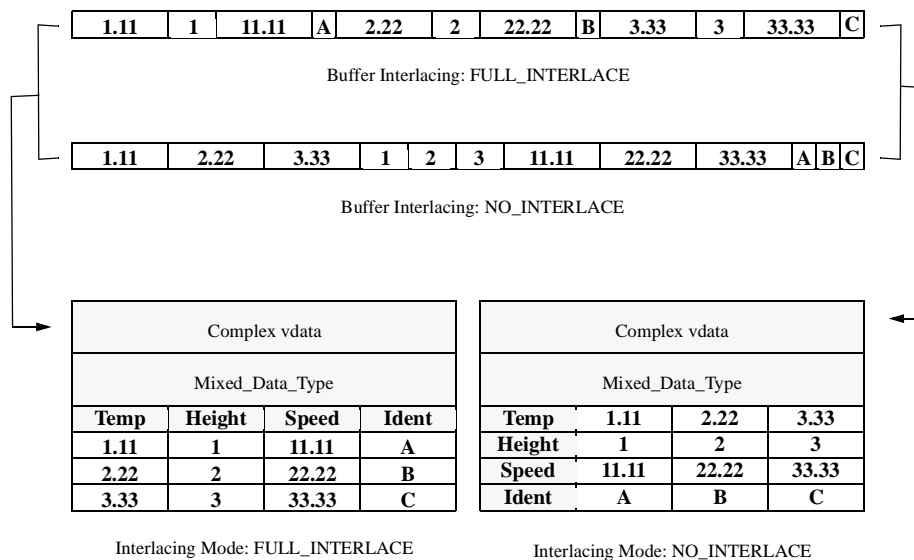 1.11 1 11.11 A 2.22 2 22.22 B 3.33 3 33.33 C
Buffer Interlacing: FULL_INTERLACE
1.11 2.22 3.33 1 2 3 11.11 22.22 33.33 A B C
Buffer Interlacing: NO_INTERLACE
Complex vdata
Mixed_Data_Type
Temp Height Speed Ident
1.11 1 11.11 A
2.22 2 22.22 B
3.33 3 33.33 C
Interlacing Mode: FULL_INTERLACE
Complex vdata
Mixed_Data_Type
Temp 1.11 2.22 3.33
Height 1 2 3
Speed 11.11 22.22 33.33
Ident A B C
Interlacing Mode: NO_INTERLACE